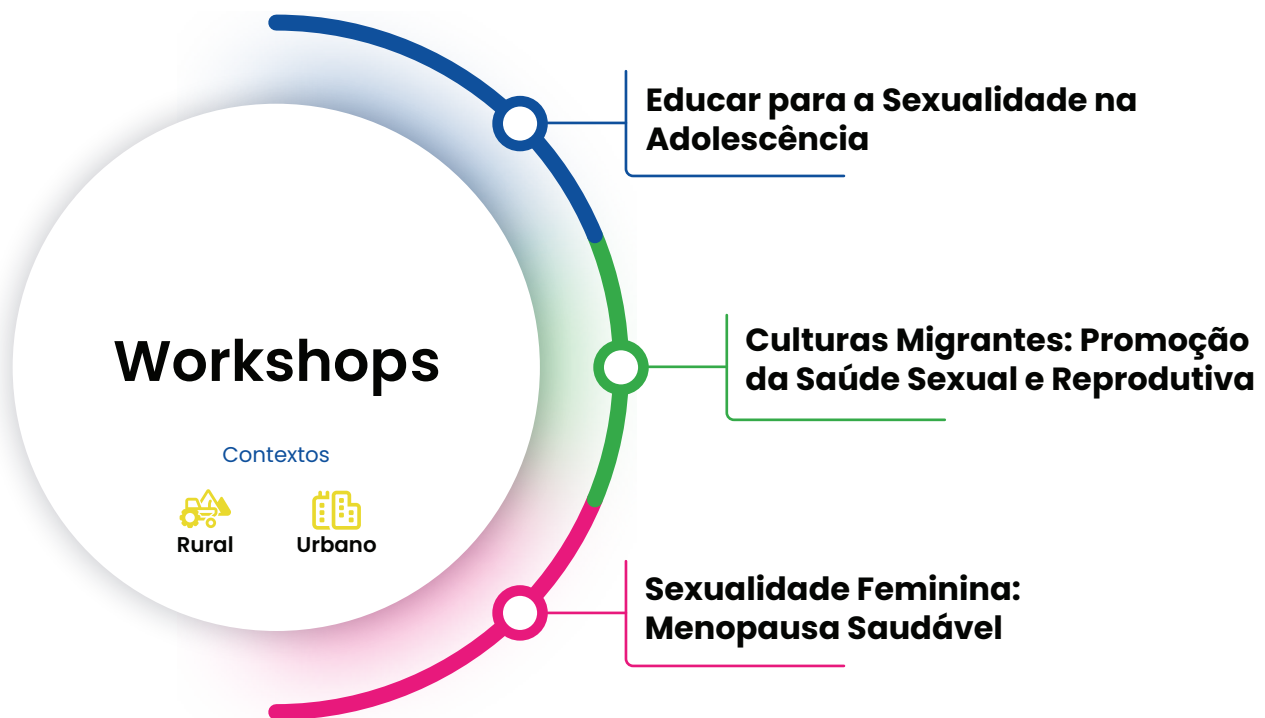 Workshops
Contextos
Rural
Urbano
Educar para a Sexualidade na
Adolescência
Culturas Migrantes: Promoção
da Saúde Sexual e Reprodutiva
Sexualidade Feminina:
Menopausa Saudável